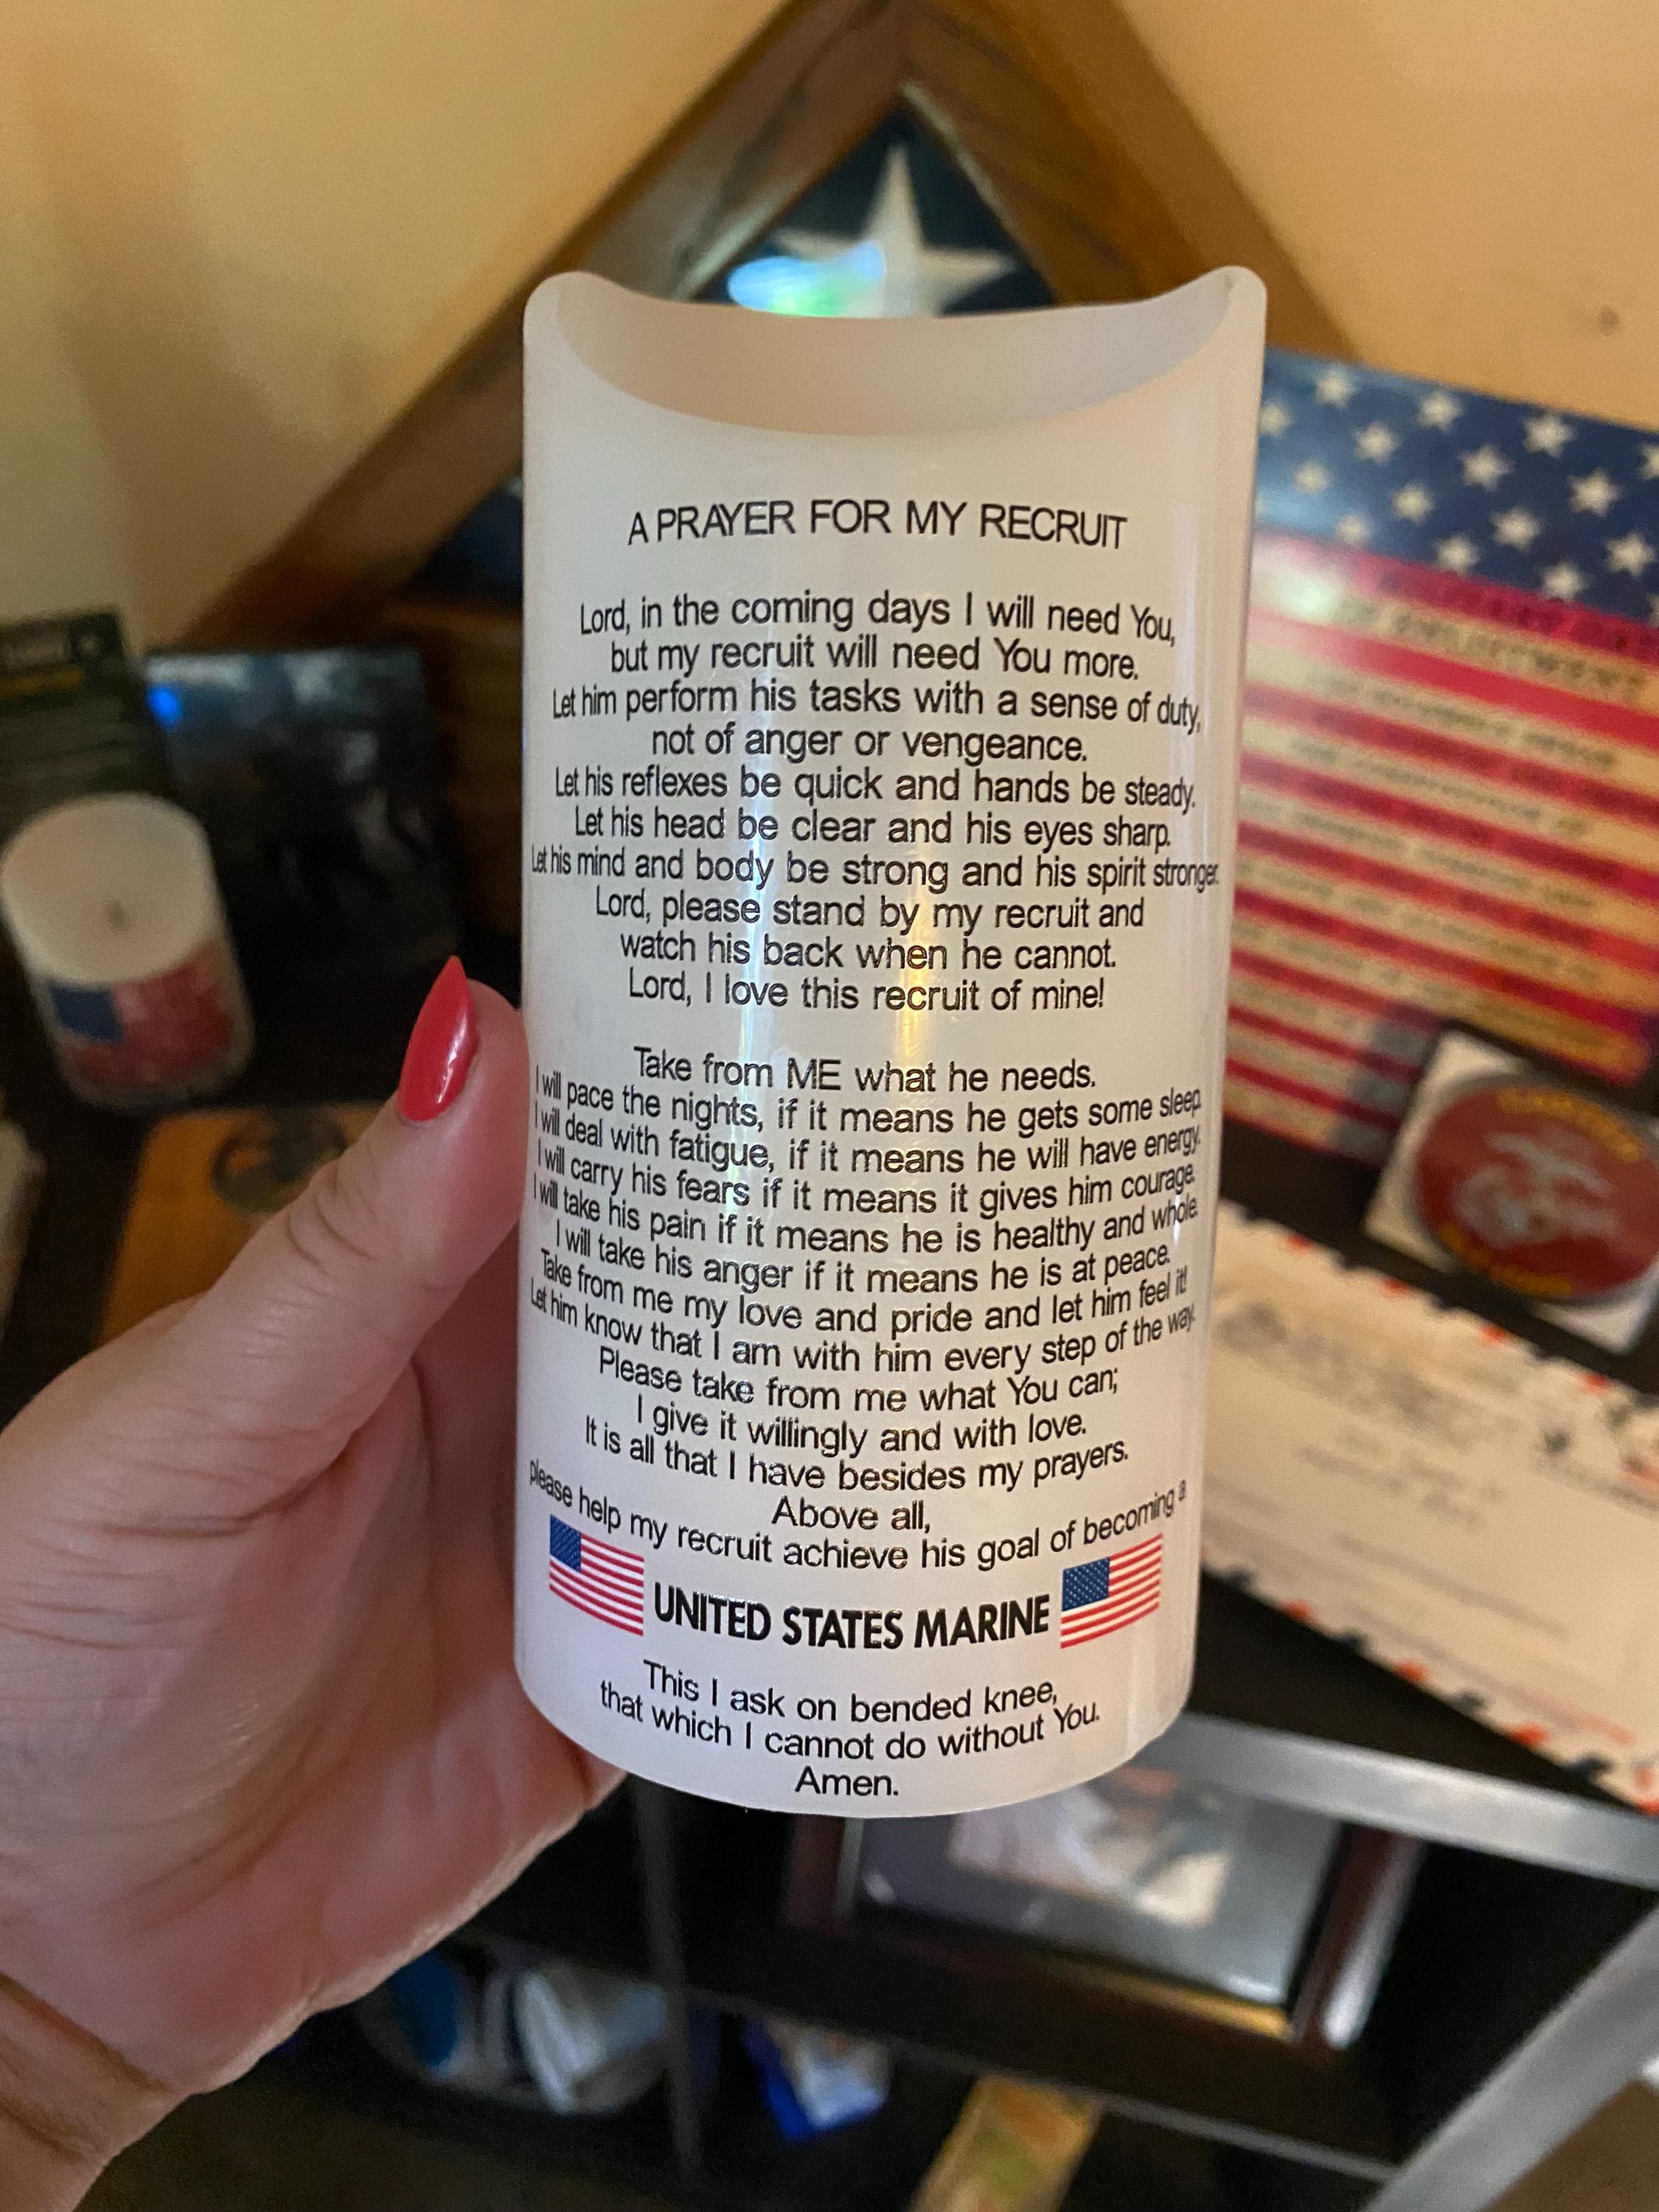 A PRAYER FOR MY RECRUIT
Lord, in the coming days I will need You,
but my recruit will need You more.
Let him perform his tasks with a sense of duty,
not of anger or vengeance.
Let his reflexes be quick and hands be steady.
Let his head be clear and his eyes sharp.
Let his mind and body be strong and his spirit stronger.
Lord, please stand by my recruit and
watch his back when he cannot.
Lord, I love this recruit of mine!
Take from ME what he needs.
I will pace the nights, if it means he gets some sleep.
I will deal with fatigue, if it means he will have energy.
I will carry his fears if it means it gives him courage.
I will take his pain if it means he is healthy and whole.
I will take his anger if it means he is at peace.
Take from me my love and pride and let him feel it!
Let him know that I am with him every step of the way.
Please take from me what You can;
I give it willingly and with love.
It is all that I have besides my prayers.
Above all,
please help my recruit achieve his goal of becoming a
UNITED STATES MARINE
This I ask on bended knee,
that which I cannot do without You.
Amen.